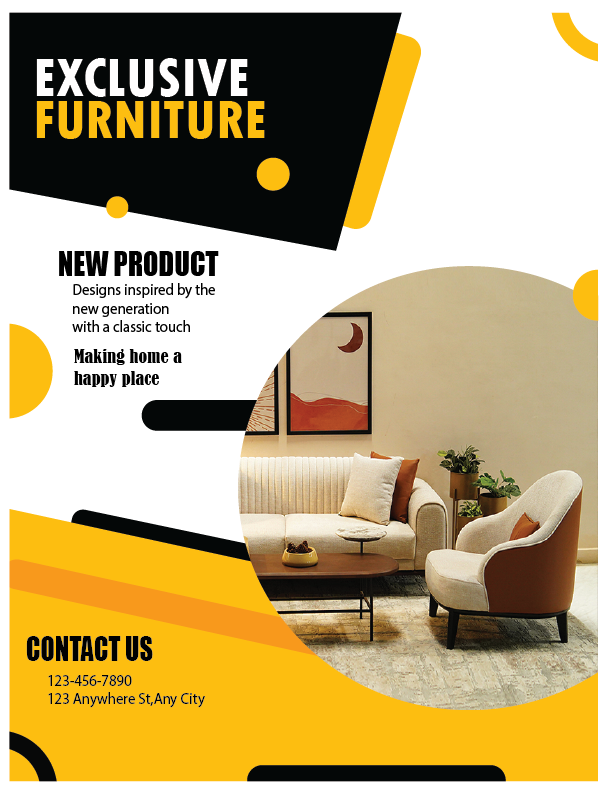 EXCLUSIVE
FURNITURE
NEW PRODUCT
Designs inspired by the
new generation
with a classic touch
Making home a
happy place
CONTACT US
123-456-7890
123 Anywhere St,Any City